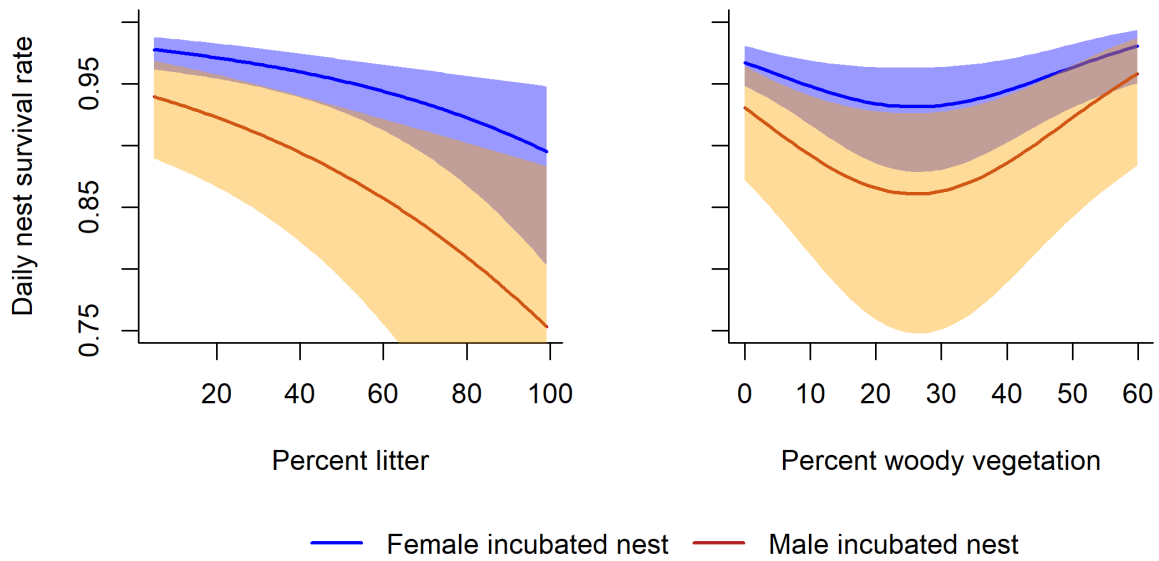 Daily nest survival rate
0.95
0.85
0.75
20 40 60 80 100
0 10 20 30 40 50 60
Percent litter
Percent woody vegetation
Female incubated nest
Male incubated nest